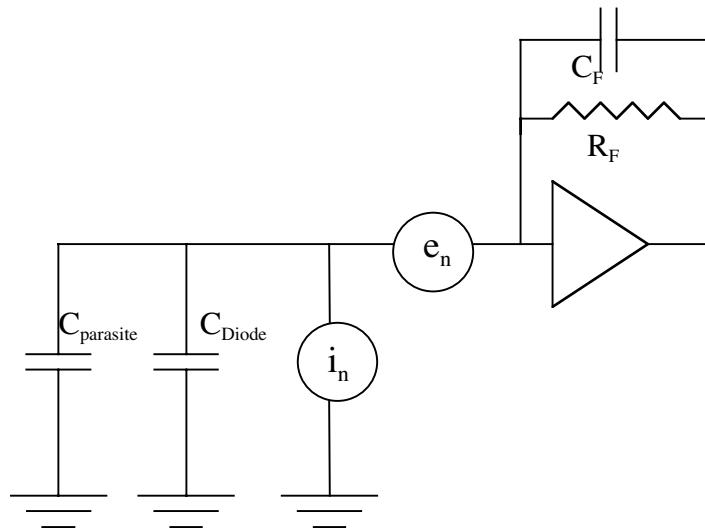 C_F
R_F
e_n
C_parasite
C_Diode
i_n